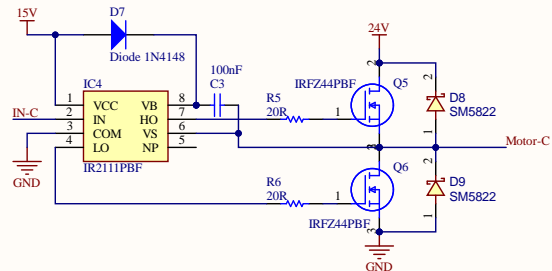 15V
D7
Diode 1N4148
24V
100nF
C3
IC4
IRFZ44PBF
Q5
2
1
VCC
VB
8
IN-C
2
IN
HO
7
R5
20R
1
2
D8
SM5822
3
COM
VS
6
4
LO
NP
5
3
1
Motor-C
GND
IR2111PBF
2
2
Q6
D9
SM5822
R6
20R
1
IRFZ44PBF
3
1
GND